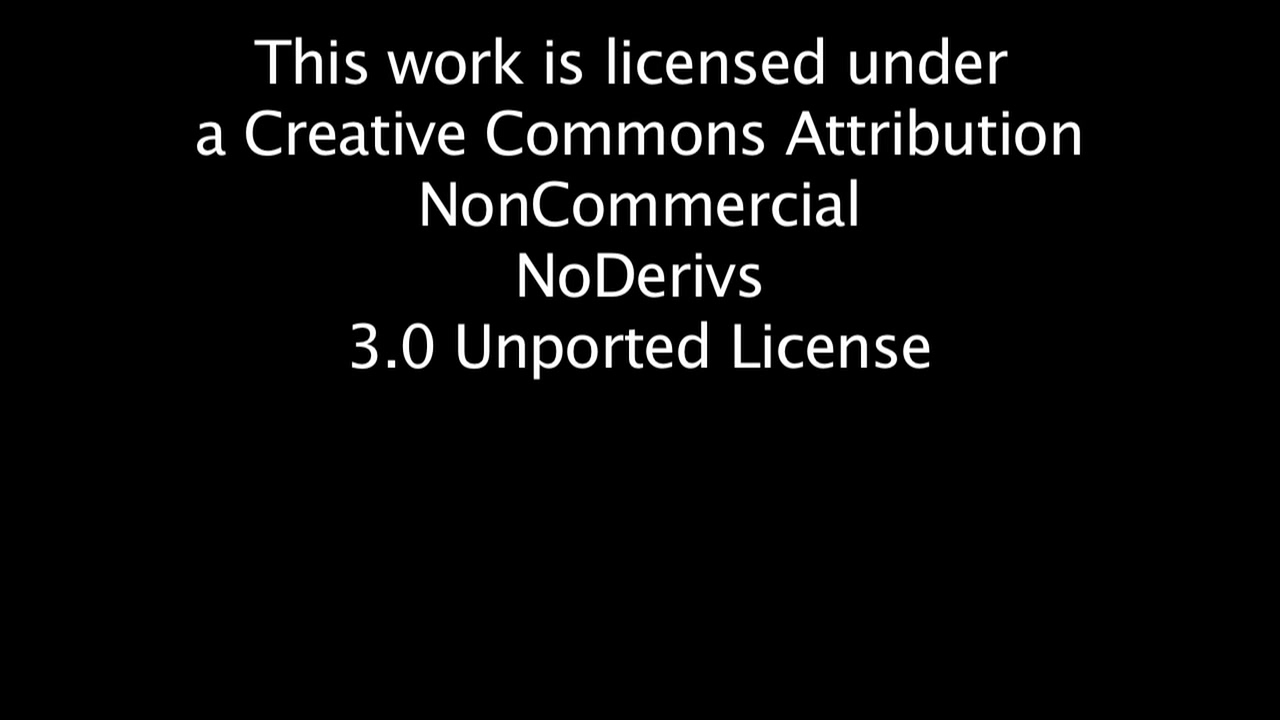 This work is licensed under
a Creative Commons Attribution
NonCommercial
NoDerivs
3.0 Unported License